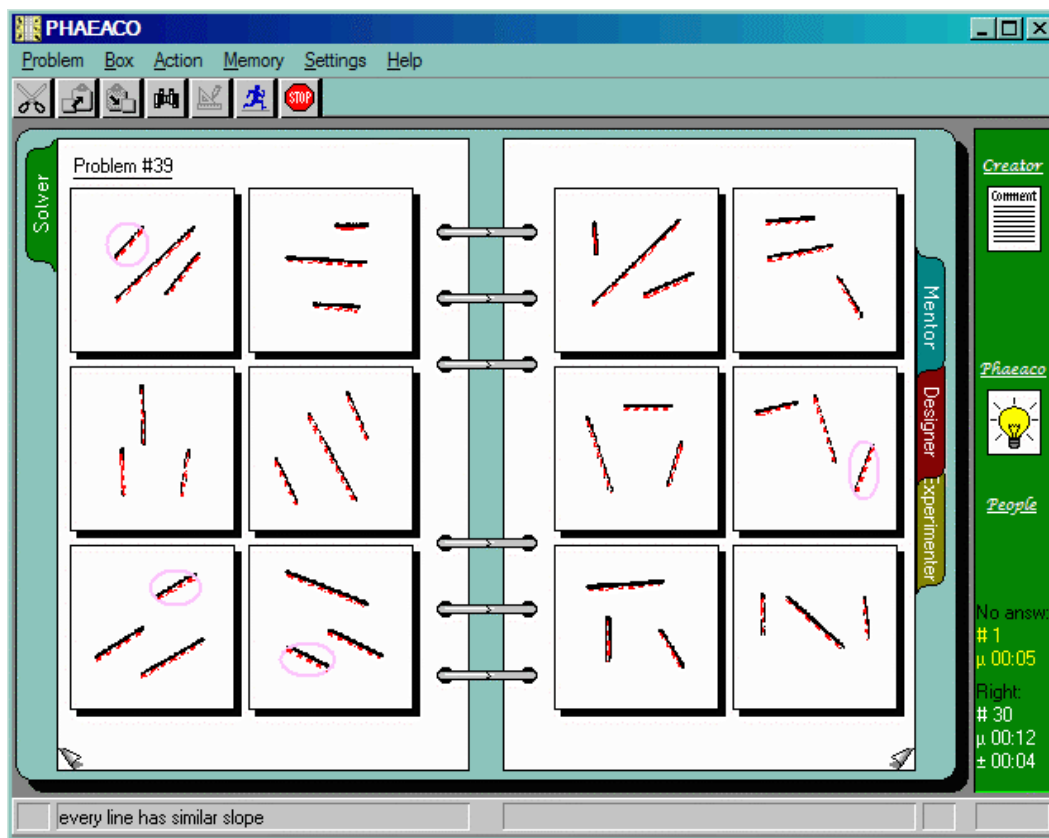 PHAEACO
Problem Box Action Memory Settings Help
STOP
Solver
Problem #39
Mentor
Designer
Experimenter
Creator
Comment
Phaeaco
People
No answ:
# 1
µ 00:05
Right:
# 30
µ 00:12
± 00:04
every line has similar slope